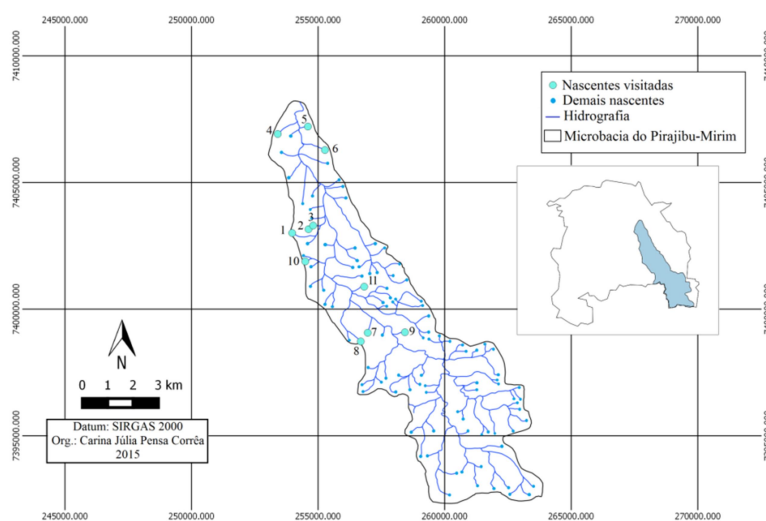 245000.000 250000.000 255000.000 260000.000 265000.000 270000.000
7410000.000
7405000.000
7400000.000
7395000.000
Nascentes visitadas
Demais nascentes
Hidrografia
Microbacia do Pirajibu-Mirim
4
5
6
3
2
1
10
11
7
9
8
N
0 1 2 3 km
Datum: SIRGAS 2000
Org.: Carina Júlia Pensa Corrêa
2015
245000.000 250000.000 255000.000 260000.000 265000.000 270000.000